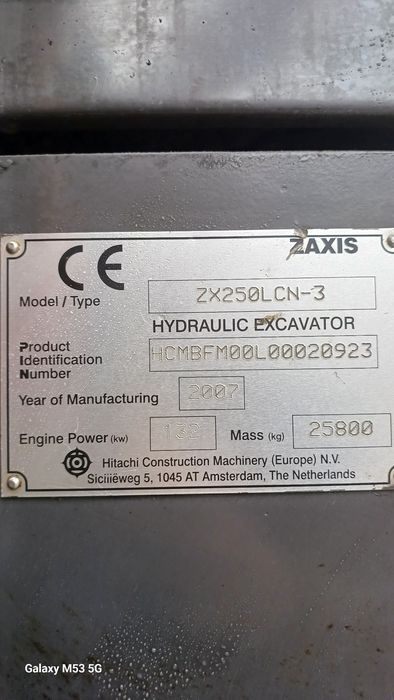 CE
ZAXIS
Model / Type ZX250LCN-3
HYDRAULIC EXCAVATOR
Product
Identification
Number
HCMBFM00L00020923
Year of Manufacturing 2007
Engine Power (kw) 132 Mass (kg) 25800
Hitachi Construction Machinery (Europe) N.V.
Siciliëweg 5, 1045 AT Amsterdam, The Netherlands
Galaxy M53 5G